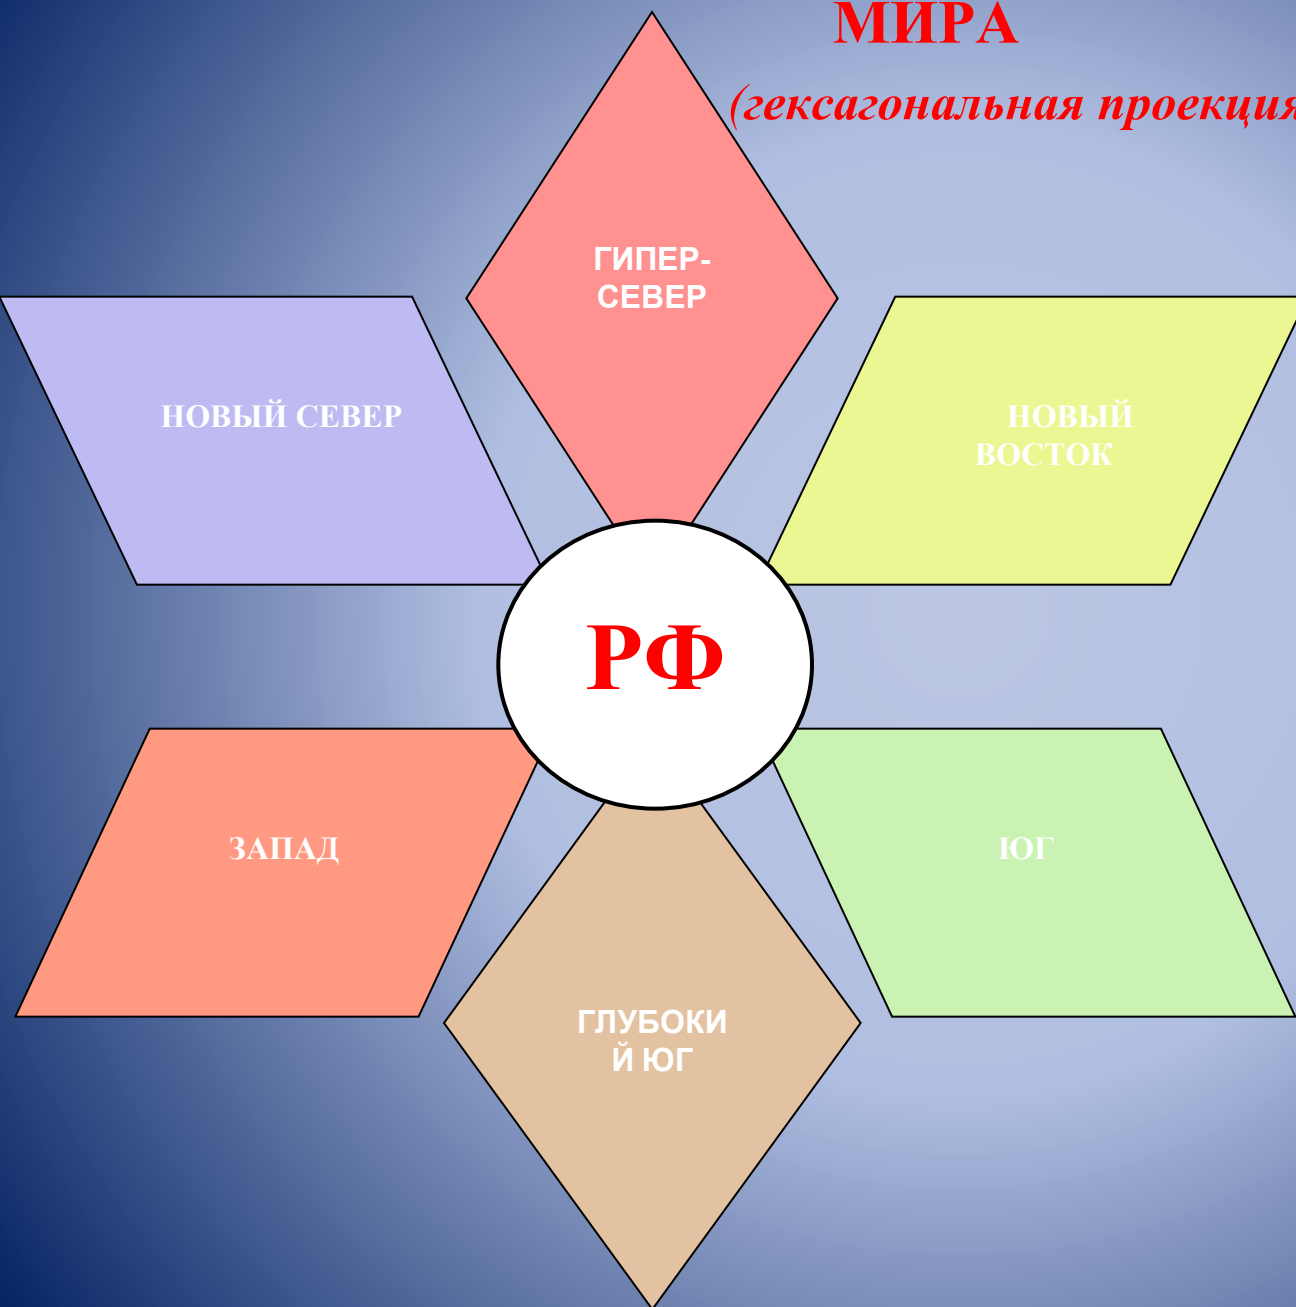 МИРА
(гексагональная проекция
ГИПЕР-
СЕВЕР
НОВЫЙ СЕВЕР
НОВЫЙ
ВОСТОК
РФ
ЗАПАД
ЮГ
ГЛУБОКИ
Й ЮГ